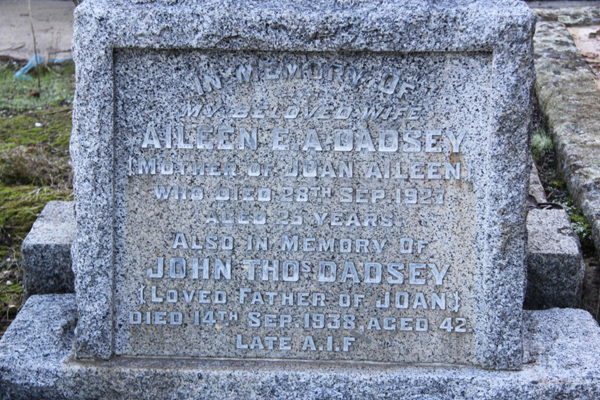 IN MEMORY OF
MY BELOVED WIFE
AILEEN E. A. DADSEY
(MOTHER OF JOAN AILEEN)
WHO DIED 28TH SEP. 1923
AGED 25 YEARS
ALSO IN MEMORY OF
JOHN THOS DADSEY
(LOVED FATHER OF JOAN)
DIED 14TH SEP. 1938, AGED 42.
LATE A.I.F